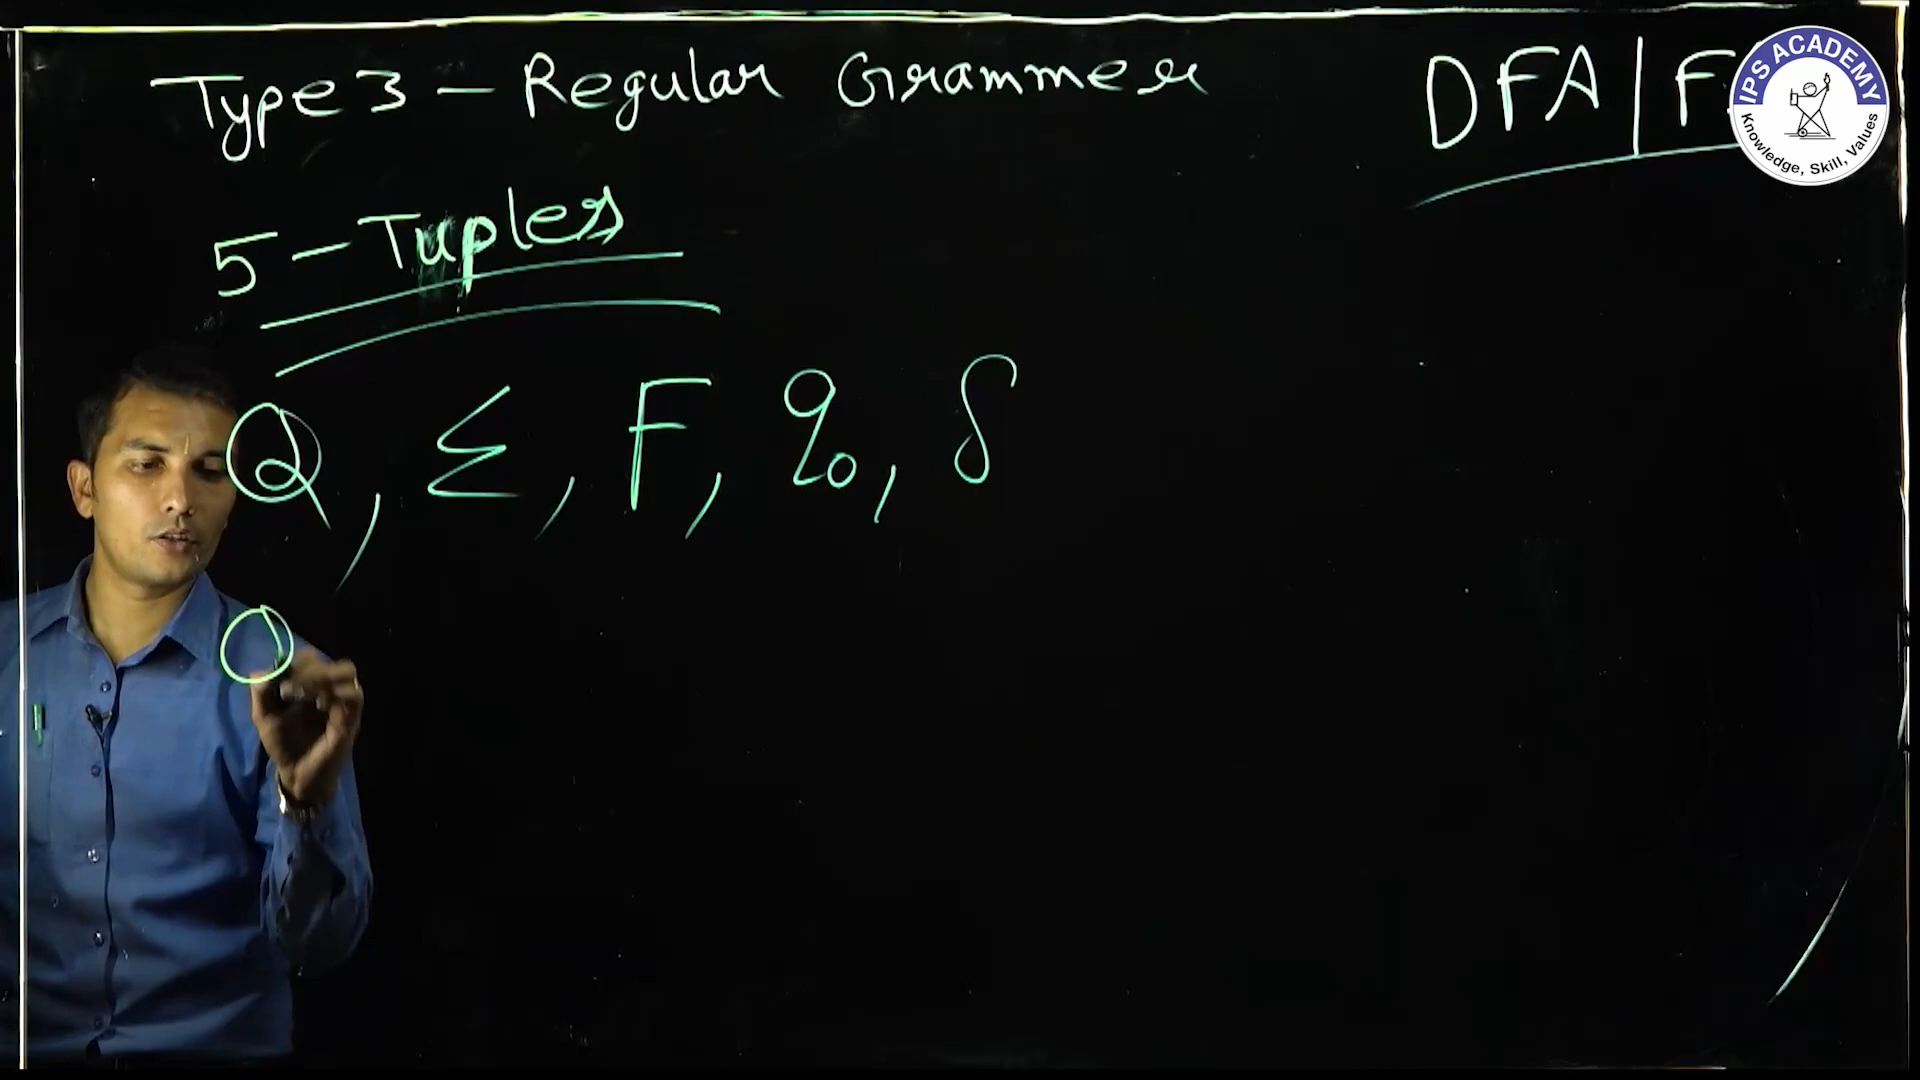 Type 3 - Regular Grammer
DFA | F
IPS ACADEMY
Knowledge, Skill, Values
5 - Tuples
Q, Σ, F, q₀, δ
Q